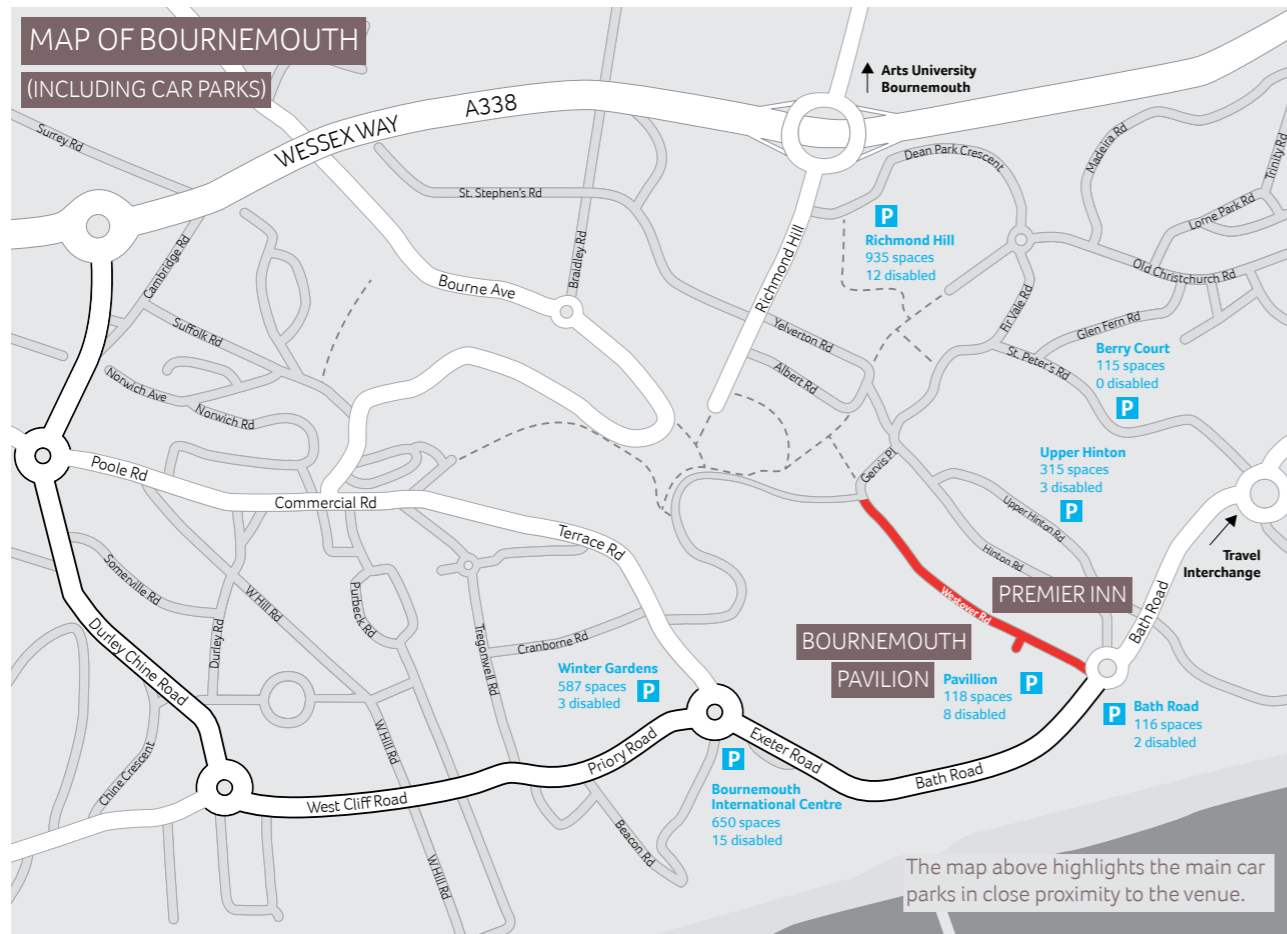 MAP OF BOURNEMOUTH
(INCLUDING CAR PARKS)
Arts University
Bournemouth
WESSEX WAY
A338
Surrey Rd
Cambridge Rd
St. Stephen's Rd
Braidley Rd
Bourne Ave
Richmond Hill
Dean Park Crescent
Madeira Rd
Trinity Rd
Lorne Park Rd
P
Richmond Hill
935 spaces
12 disabled
Old Christchurch Rd
Suffolk Rd
Norwich Ave
Norwich Rd
Yelverton Rd
Albert Rd
Fir Vale Rd
Glen Fern Rd
St. Peter's Rd
Berry Court
115 spaces
0 disabled
P
Upper Hinton
315 spaces
3 disabled
P
Gervis Pl
Upper Hinton Rd
Hinton Rd
Travel
Interchange
Poole Rd
Commercial Rd
Terrace Rd
Somerville Rd
W.Hill Rd
Purbeck Rd
Durley Rd
Tregonwell Rd
Cranborne Rd
Westover Rd
PREMIER INN
Bath Road
BOURNEMOUTH
PAVILION
Pavillion
118 spaces
8 disabled
P
Winter Gardens
587 spaces
3 disabled
P
P
Bath Road
116 spaces
2 disabled
Durley Chine Road
Chine Crescent
W.Hill Rd
West Cliff Road
Priory Road
Exeter Road
Bath Road
P
Bournemouth
International Centre
650 spaces
15 disabled
Beacon Rd
W.Hill Rd
The map above highlights the main car
parks in close proximity to the venue.